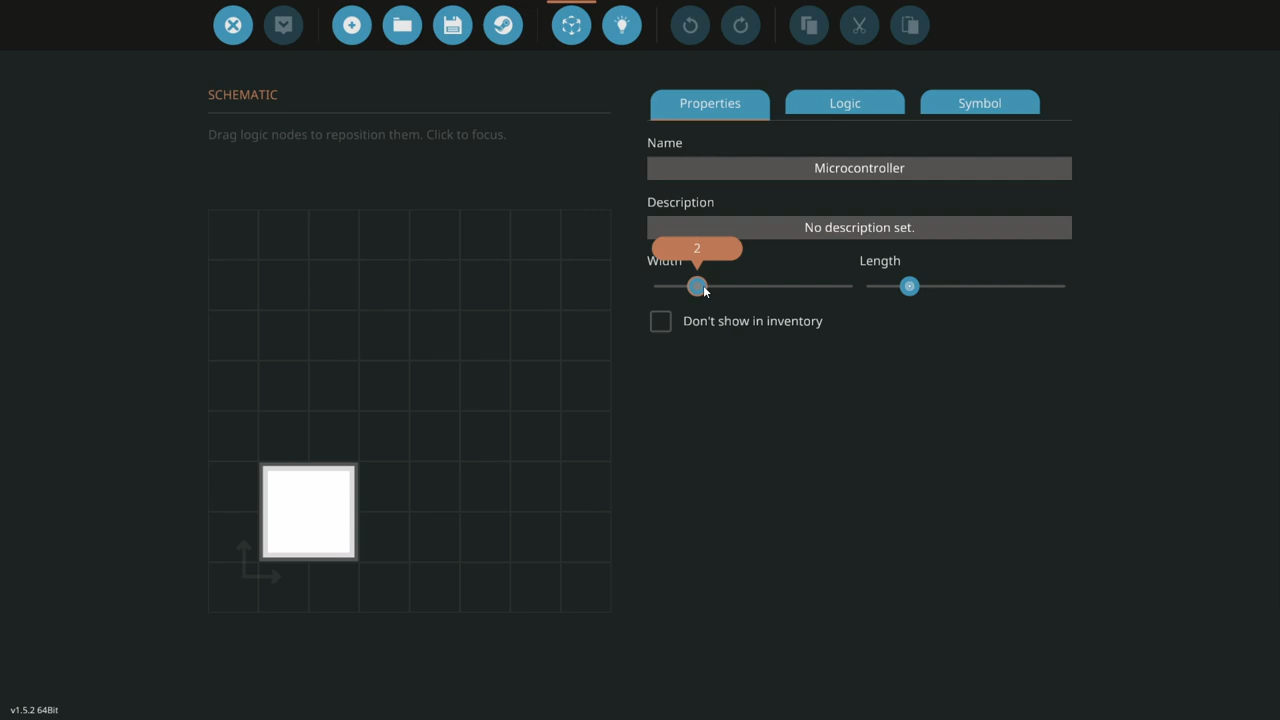 SCHEMATIC
Drag logic nodes to reposition them. Click to focus.
Properties
Logic
Symbol
Name
Microcontroller
Description
No description set.
2
Width
Length
Don't show in inventory
v1.5.2 64Bit